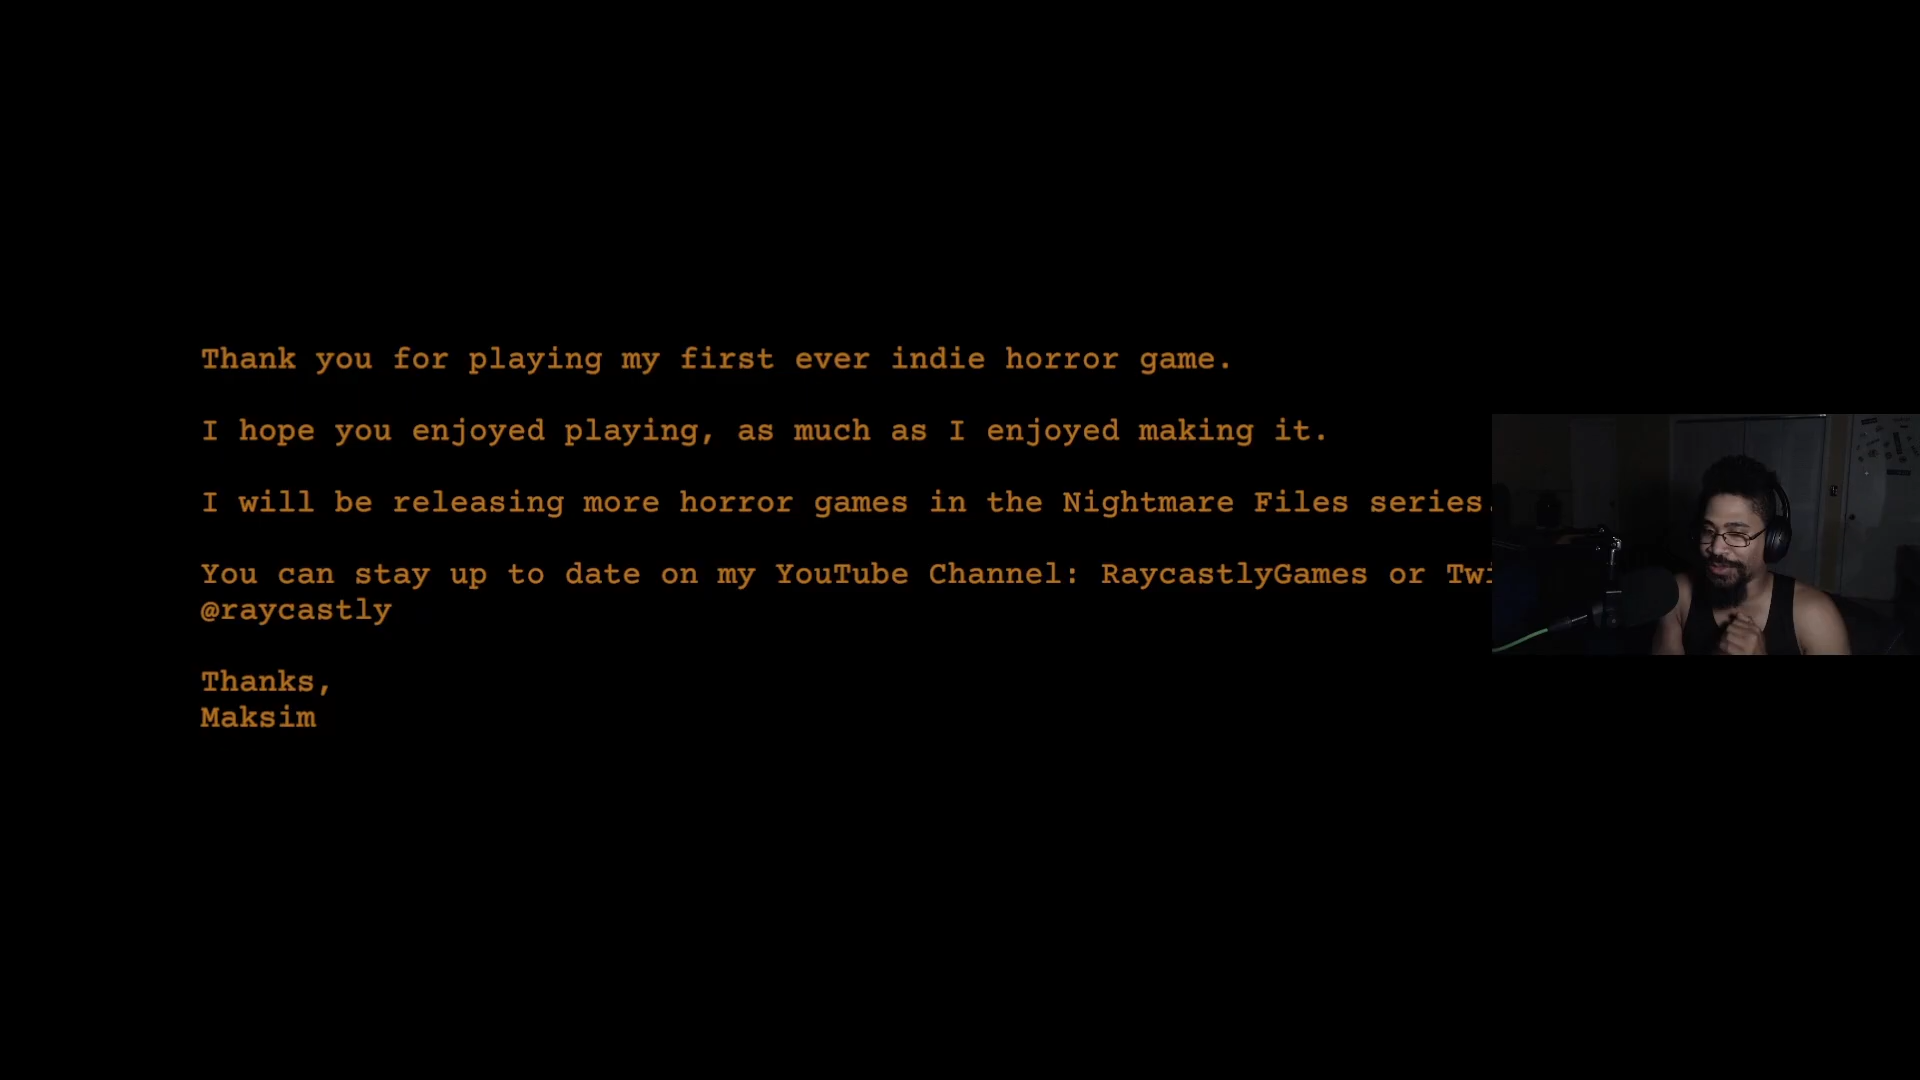 Thank you for playing my first ever indie horror game.
I hope you enjoyed playing, as much as I enjoyed making it.
I will be releasing more horror games in the Nightmare Files series.
You can stay up to date on my YouTube Channel: RaycastlyGames or
@raycastly
Thanks,
Maksim